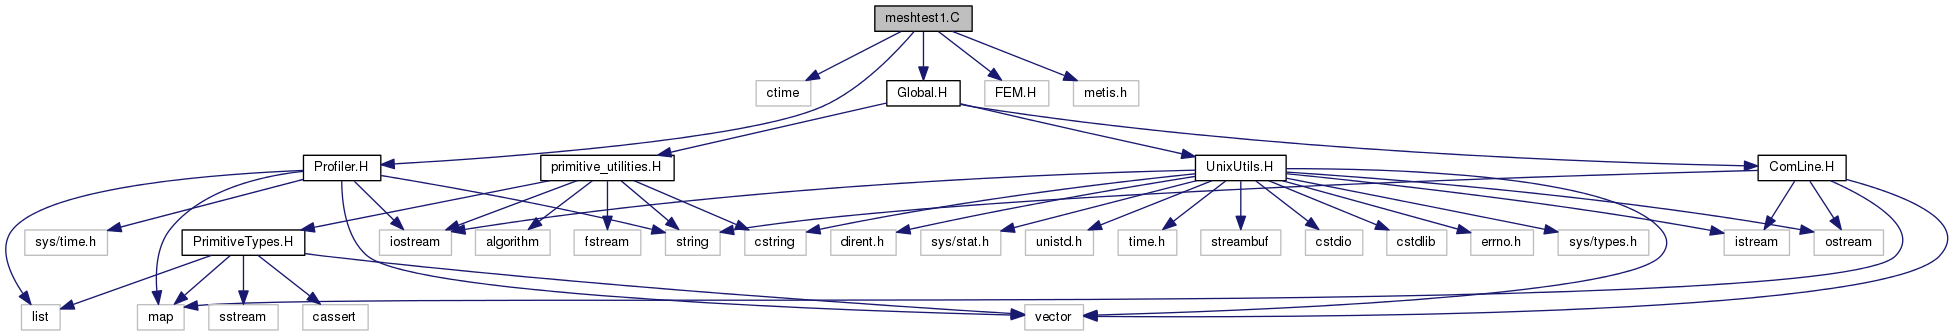 meshtest1.C
ctime
Global.H
FEM.H
metis.h
Profiler.H
primitive_utilities.H
UnixUtils.H
ComLine.H
sys/time.h
PrimitiveTypes.H
iostream
algorithm
fstream
string
cstring
dirent.h
sys/stat.h
unistd.h
time.h
streambuf
cstdio
cstdlib
errno.h
sys/types.h
istream
ostream
list
map
sstream
cassert
vector